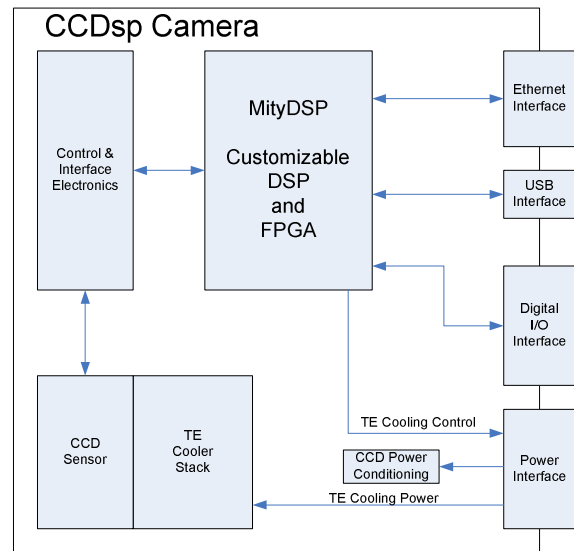 CCDsp Camera
Control &
Interface
Electronics
MityDSP
Customizable
DSP
and
FPGA
Ethernet
Interface
USB
Interface
Digital
I/O
Interface
CCD
Sensor
TE
Cooler
Stack
TE Cooling Control
CCD Power
Conditioning
TE Cooling Power
Power
Interface